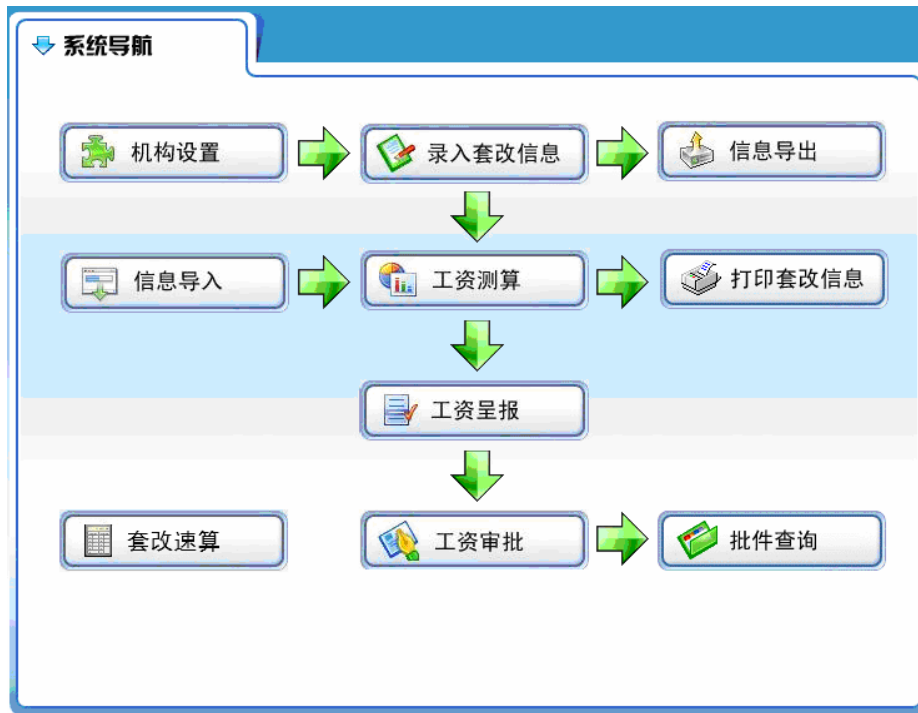 系统导航
机构设置
录入套改信息
信息导出
信息导入
工资测算
打印套改信息
工资呈报
套改速算
工资审批
批件查询